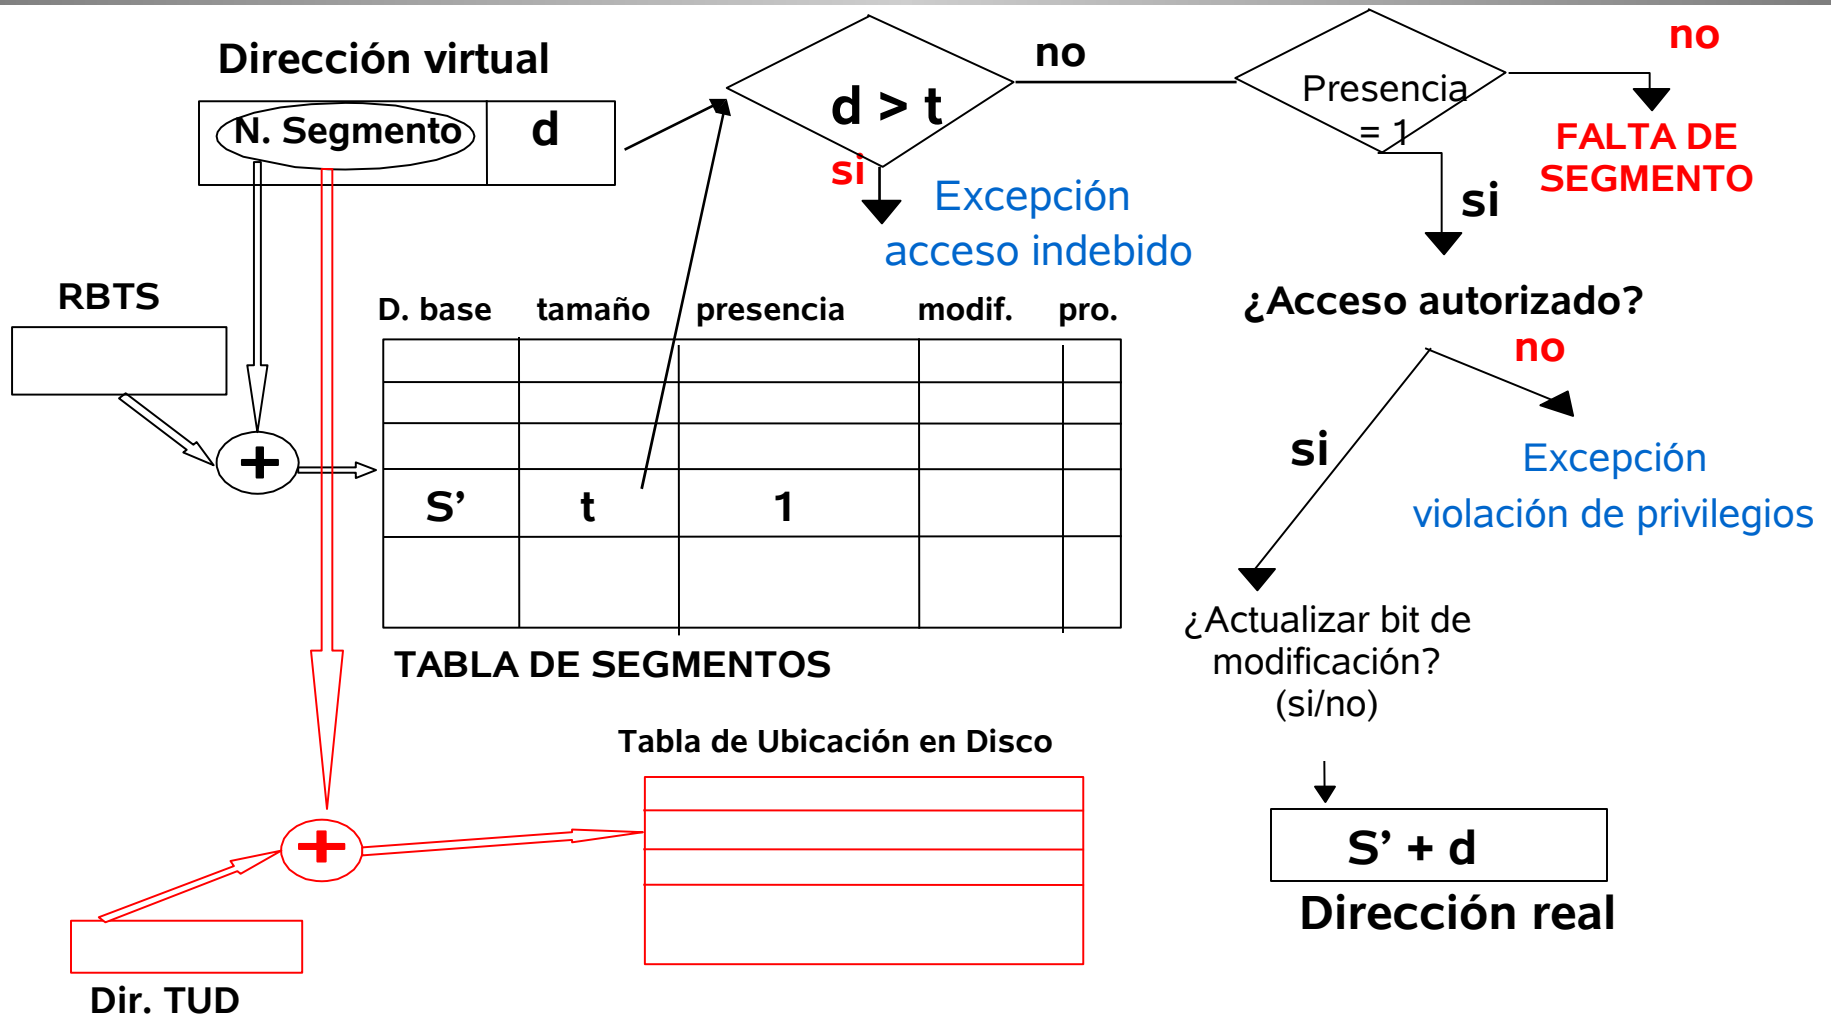 Dirección virtual
N. Segmento
d
d > t
no
si
Excepción
acceso indebido
Presencia
= 1
no
FALTA DE
SEGMENTO
si
RBTS
+
D. base
tamaño
presencia
modif.
pro.
S’
t
1
TABLA DE SEGMENTOS
¿Acceso autorizado?
no
si
Excepción
violación de privilegios
¿Actualizar bit de
modificación?
(si/no)
Tabla de Ubicación en Disco
+
Dir. TUD
S’ + d
Dirección real